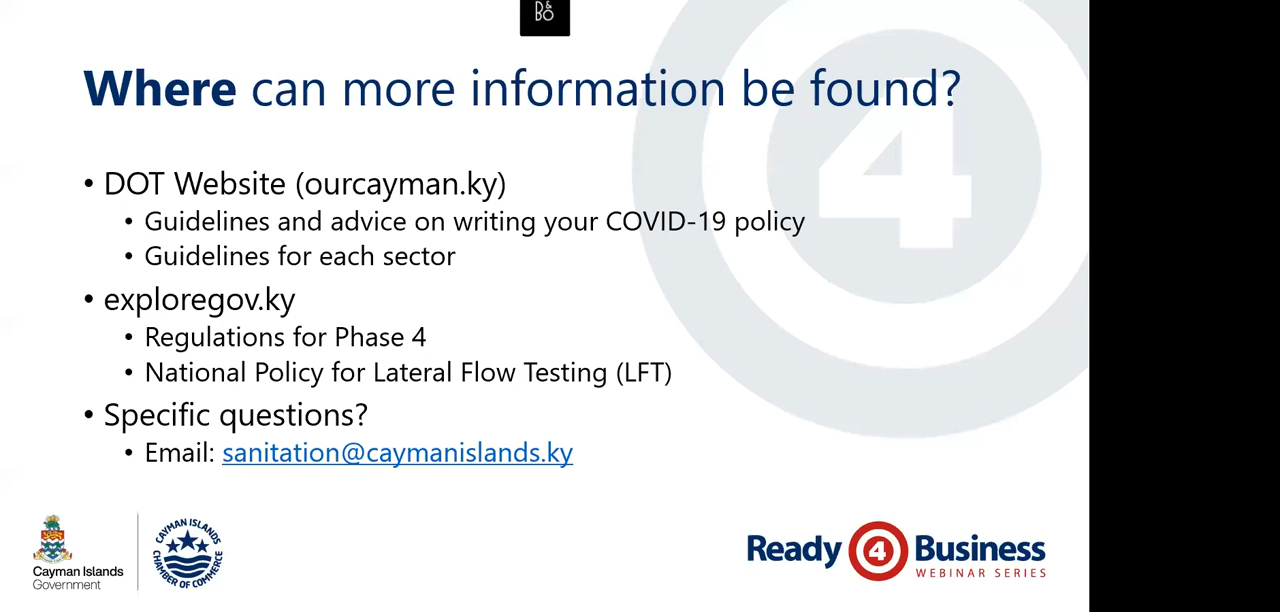 B&O
Where can more information be found?
4
• DOT Website (ourcayman.ky)
• Guidelines and advice on writing your COVID-19 policy
• Guidelines for each sector
• exploregov.ky
• Regulations for Phase 4
• National Policy for Lateral Flow Testing (LFT)
• Specific questions?
• Email: sanitation@caymanislands.ky
Cayman Islands
Government
CAYMAN ISLANDS
CHAMBER OF COMMERCE
Ready 4 Business
WEBINAR SERIES